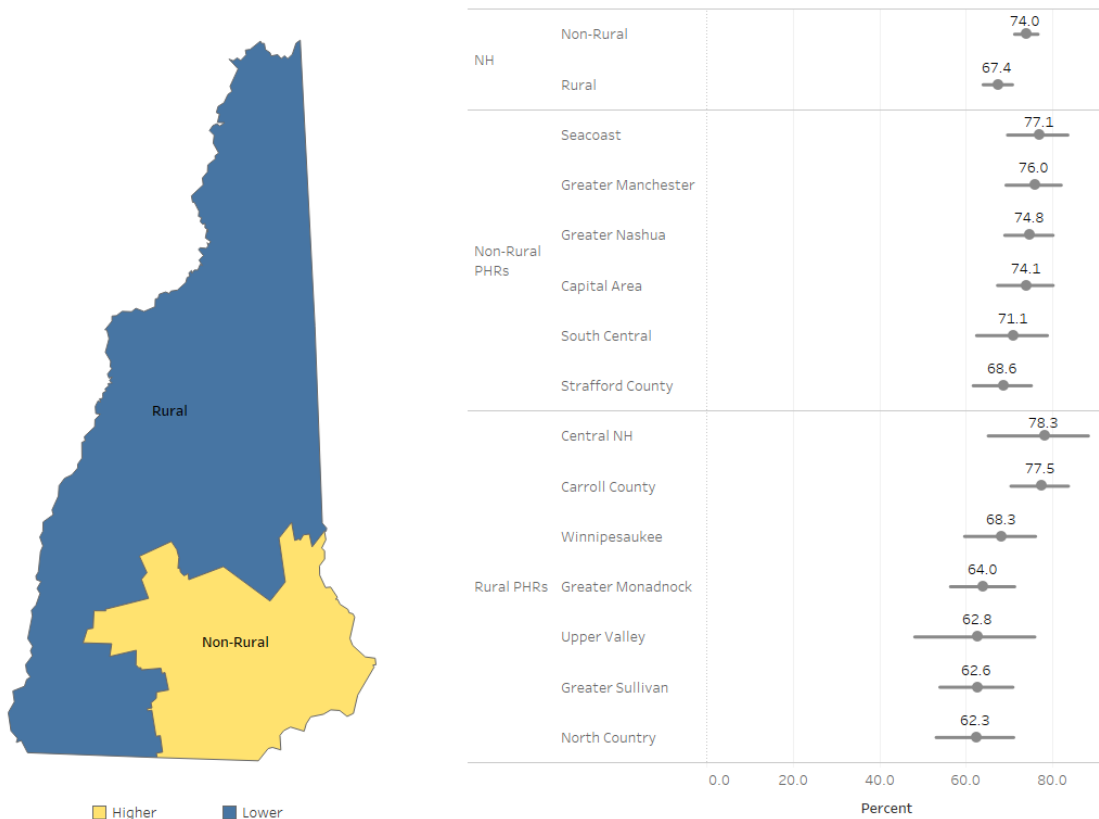 Rural
Non-Rural
Higher
Lower
NH
Non-Rural
74.0
Rural
67.4
Non-Rural
PHRs
Seacoast
77.1
Greater Manchester
76.0
Greater Nashua
74.8
Capital Area
74.1
South Central
71.1
Strafford County
68.6
Rural PHRs
Central NH
78.3
Carroll County
77.5
Winnipesaukee
68.3
Greater Monadnock
64.0
Upper Valley
62.8
Greater Sullivan
62.6
North Country
62.3
0.0 20.0 40.0 60.0 80.0
Percent